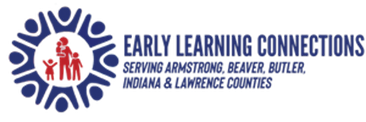 EARLY LEARNING CONNECTIONS
SERVING ARMSTRONG, BEAVER, BUTLER,
INDIANA & LAWRENCE COUNTIES